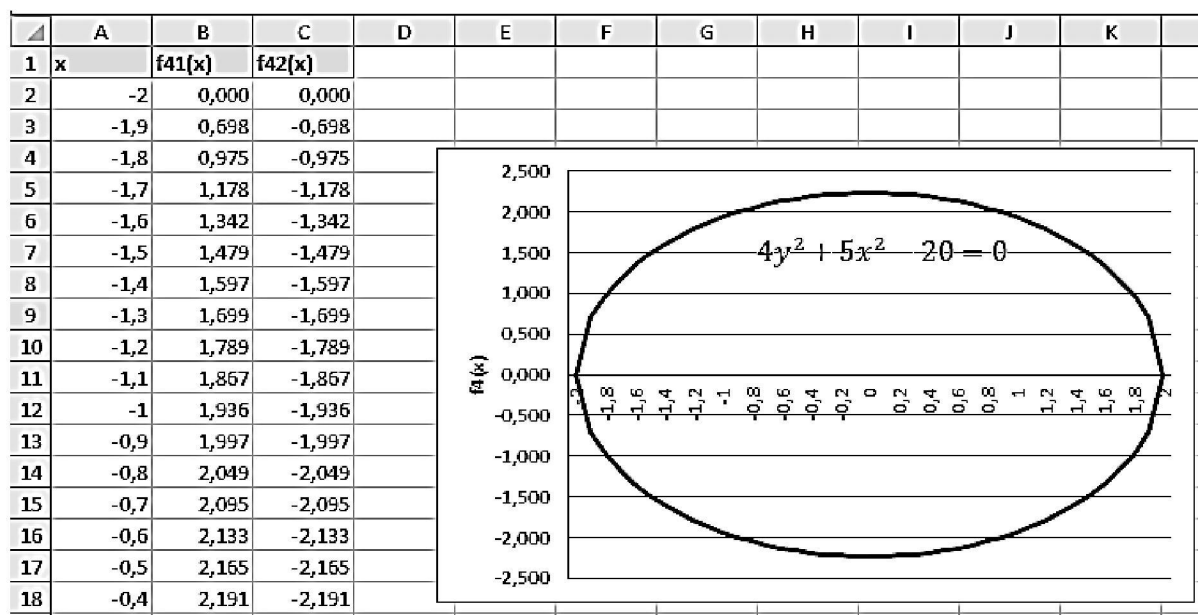 A B C D E F G H I J K
1 x f41(x) f42(x)
2 -2 0,000 0,000
3 -1,9 0,698 -0,698
4 -1,8 0,975 -0,975
5 -1,7 1,178 -1,178
6 -1,6 1,342 -1,342
7 -1,5 1,479 -1,479
8 -1,4 1,597 -1,597
9 -1,3 1,699 -1,699
10 -1,2 1,789 -1,789
11 -1,1 1,867 -1,867
12 -1 1,936 -1,936
13 -0,9 1,997 -1,997
14 -0,8 2,049 -2,049
15 -0,7 2,095 -2,095
16 -0,6 2,133 -2,133
17 -0,5 2,165 -2,165
18 -0,4 2,191 -2,191
2,500
2,000
1,500
1,000
0,500
0,000
-0,500
-1,000
-1,500
-2,000
-2,500
f4(x)
4y² + 5x² − 20 = 0
-2 -1,8 -1,6 -1,4 -1,2 -1 -0,8 -0,6 -0,4 -0,2 0 0,2 0,4 0,6 0,8 1 1,2 1,4 1,6 1,8 2